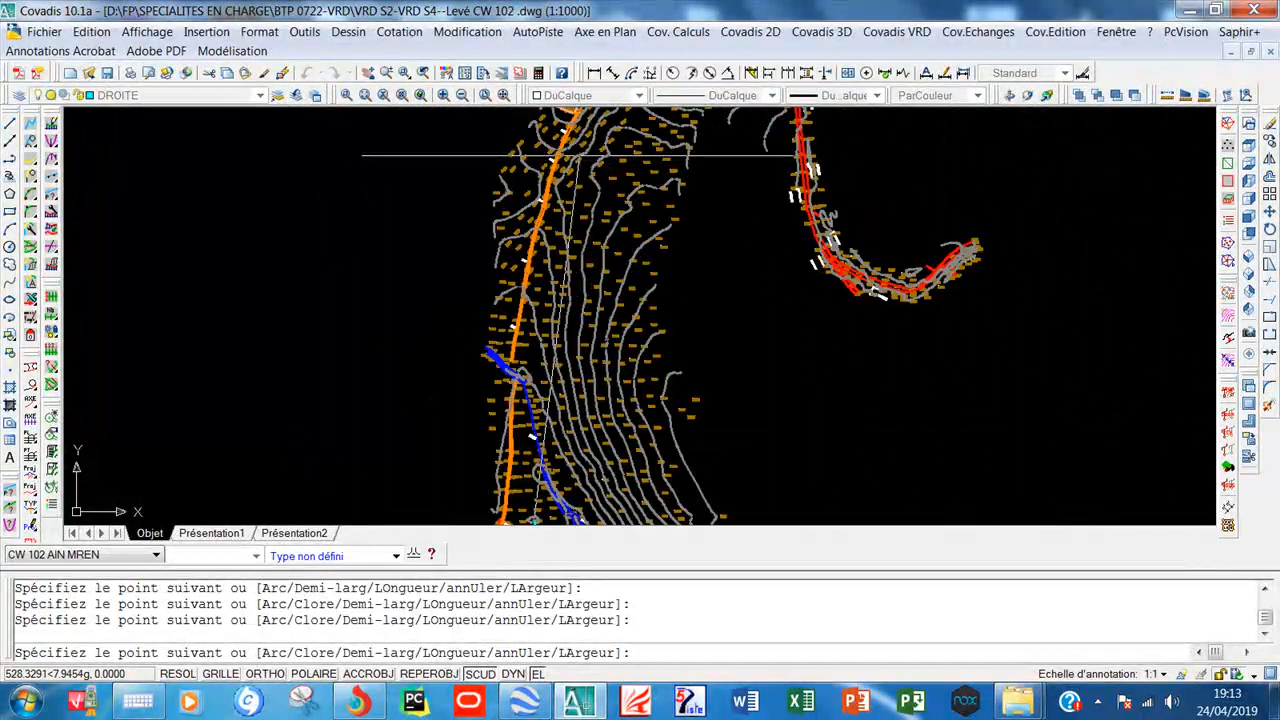 Covadis 10.1a - [D:\FP\SPECIALITES EN CHARGE\BTP 0722-VRD\VRD S2-VRD S4--Levé CW 102 .dwg (1:1000)]
Fichier Edition Affichage Insertion Format Outils Dessin Cotation Modification AutoPiste Axe en Plan Cov. Calculs Covadis 2D Covadis 3D Covadis VRD Cov.Echanges Cov.Edition Fenêtre ? PcVision Saphir+
Annotations Acrobat Adobe PDF Modélisation
Standard
DROITE DuCalque DuCalque Du...alque ParCouleur
Y
X
Objet Présentation1 Présentation2
CW 102 AIN MREN Type non défini
Spécifiez le point suivant ou [Arc/Demi-larg/LOngueur/annUler/LArgeur]:
Spécifiez le point suivant ou [Arc/Clore/Demi-larg/LOngueur/annUler/LArgeur]:
Spécifiez le point suivant ou [Arc/Clore/Demi-larg/LOngueur/annUler/LArgeur]:
Spécifiez le point suivant ou [Arc/Clore/Demi-larg/LOngueur/annUler/LArgeur]:
528.3291<7.9454g, 0.0000 RESOL GRILLE ORTHO POLAIRE ACCROBJ REPEROBJ SCUD DYN EL Echelle d'annotation: 1:1
19:13
24/04/2019